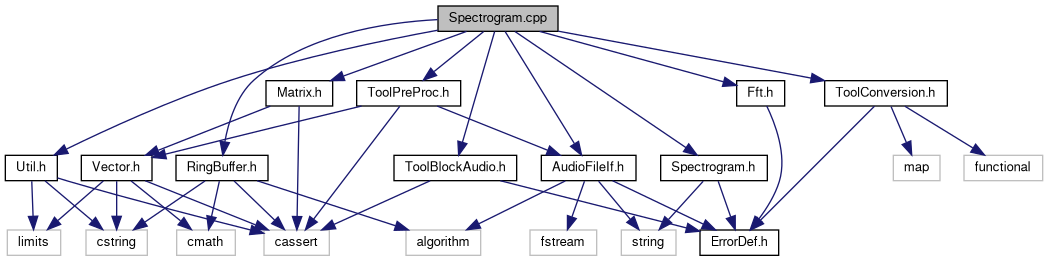 Spectrogram.cpp
Matrix.h
ToolPreProc.h
Fft.h
ToolConversion.h
Util.h
Vector.h
RingBuffer.h
ToolBlockAudio.h
AudioFileIf.h
Spectrogram.h
map
functional
limits
cstring
cmath
cassert
algorithm
fstream
string
ErrorDef.h